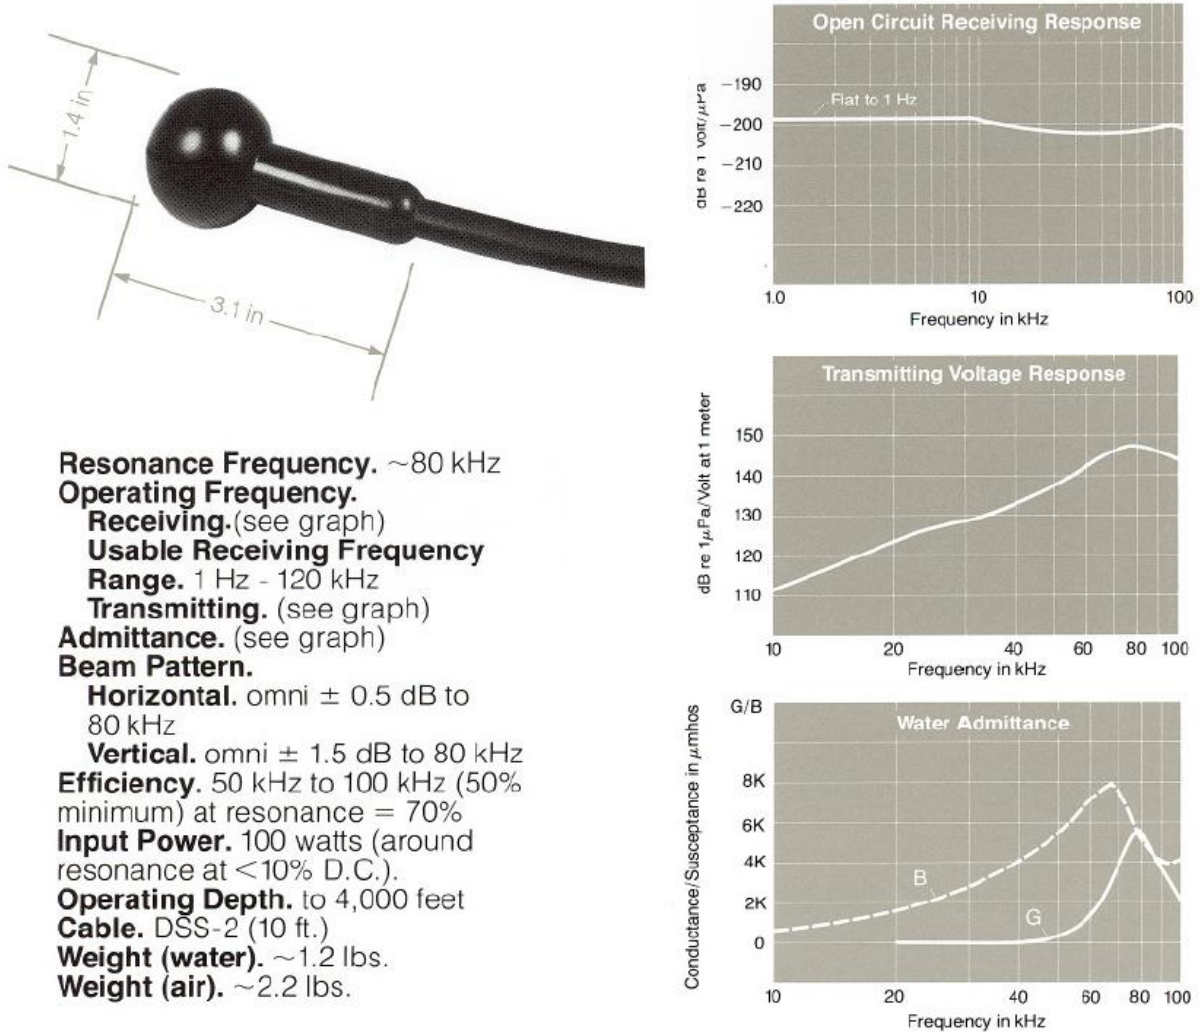 1.4 in
3.1 in
Resonance Frequency. ~80 kHz
Operating Frequency.
Receiving.(see graph)
Usable Receiving Frequency
Range. 1 Hz - 120 kHz
Transmitting. (see graph)
Admittance. (see graph)
Beam Pattern.
Horizontal. omni ± 0.5 dB to
80 kHz
Vertical. omni ± 1.5 dB to 80 kHz
Efficiency. 50 kHz to 100 kHz (50%
minimum) at resonance = 70%
Input Power. 100 watts (around
resonance at <10% D.C.).
Operating Depth. to 4,000 feet
Cable. DSS-2 (10 ft.)
Weight (water). ~1.2 lbs.
Weight (air). ~2.2 lbs.
Open Circuit Receiving Response
dB re 1 volt/μPa
-190
-200
-210
-220
Flat to 1 Hz
1.0 10 100
Frequency in kHz
Transmitting Voltage Response
dB re 1μPa/Volt at 1 meter
150
140
130
120
110
10 20 40 60 80 100
Frequency in kHz
Water Admittance
Conductance/Susceptance in μmhos
G/B
8K
6K
4K
2K
0
B
G
10 20 40 60 80 100
Frequency in kHz